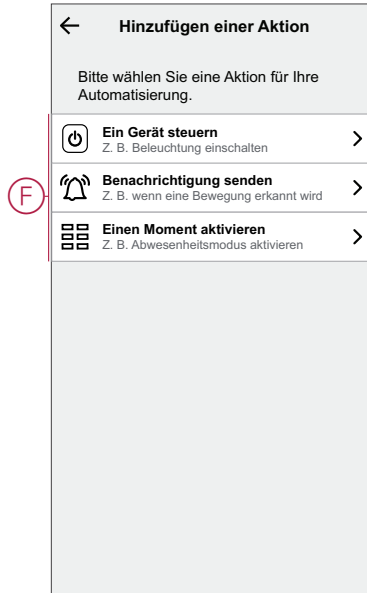 Hinzufügen einer Aktion
Bitte wählen Sie eine Aktion für Ihre
Automatisierung.
Ein Gerät steuern
Z. B. Beleuchtung einschalten
F
Benachrichtigung senden
Z. B. wenn eine Bewegung erkannt wird
Einen Moment aktivieren
Z. B. Abwesenheitsmodus aktivieren